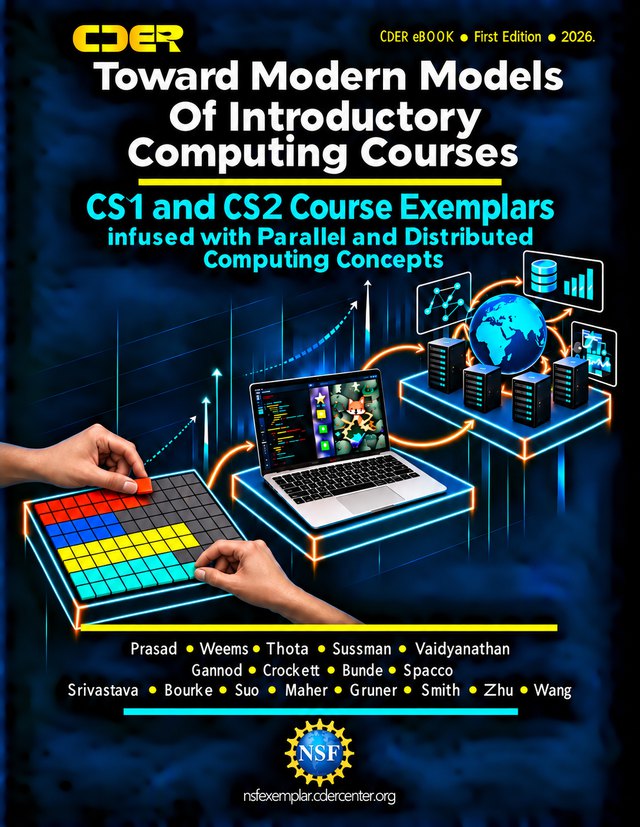 CDER
CDER eBOOK • First Edition • 2026.
Toward Modern Models
Of Introductory
Computing Courses
CS1 and CS2 Course Exemplars
infused with Parallel and Distributed
Computing Concepts
Prasad • Weems • Thota • Sussman • Vaidyanathan
Gannod • Crockett • Bunde • Spacco
Srivastava • Bourke • Suo • Maher • Gruner • Smith • Zhu • Wang
NSF
nsfexemplar.cdercenter.org